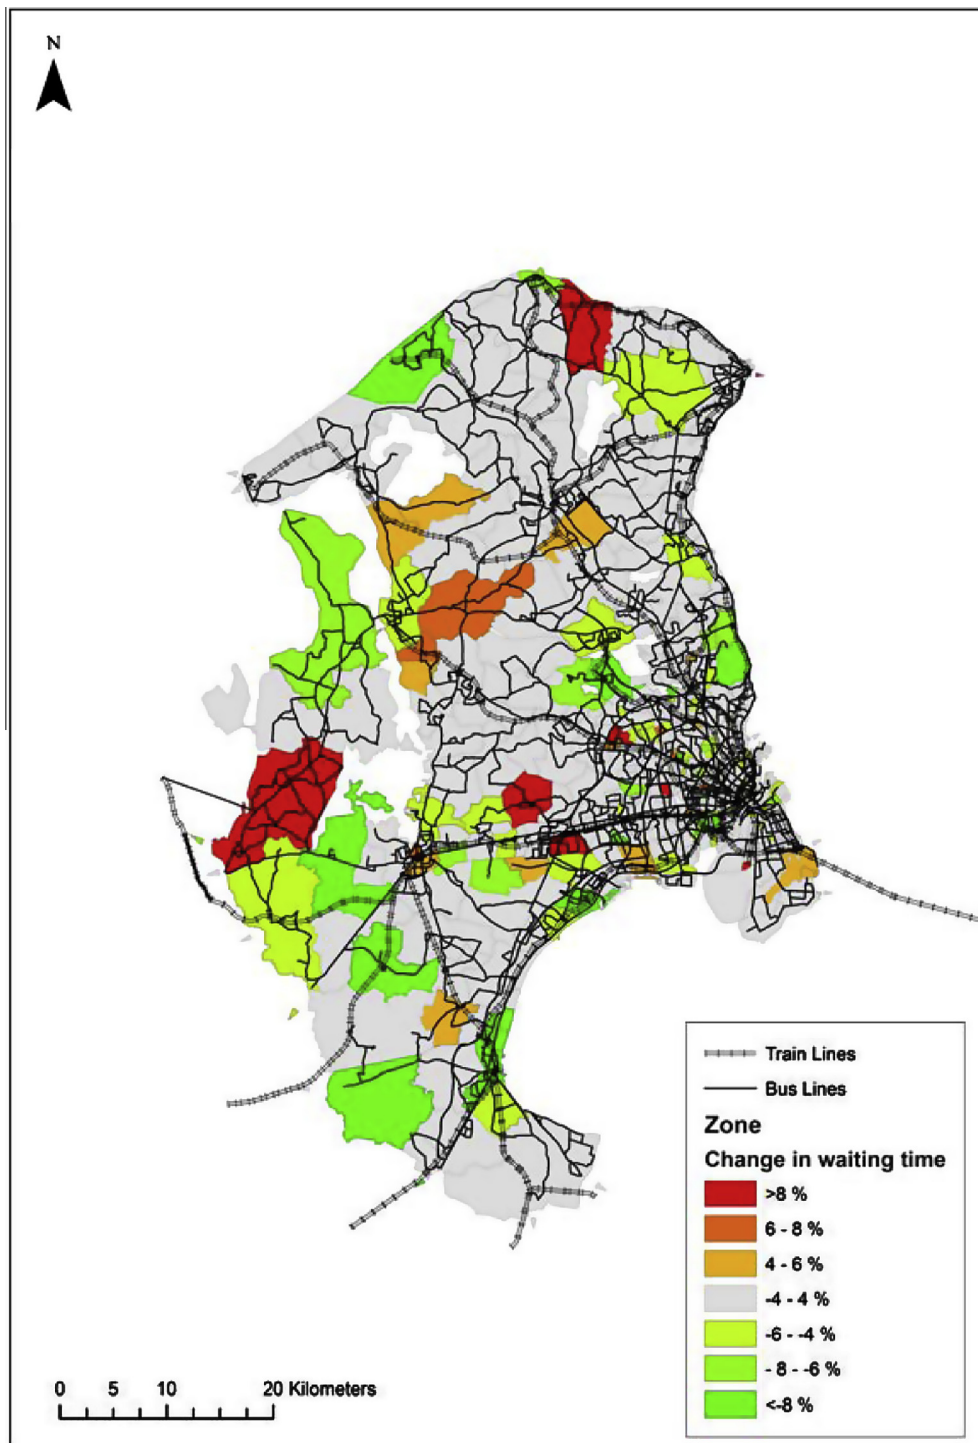 N
Train Lines
Bus Lines
Zone
Change in waiting time
>8 %
6 - 8 %
4 - 6 %
-4 - 4 %
-6 - -4 %
- 8 - -6 %
<-8 %
0 5 10 20 Kilometers